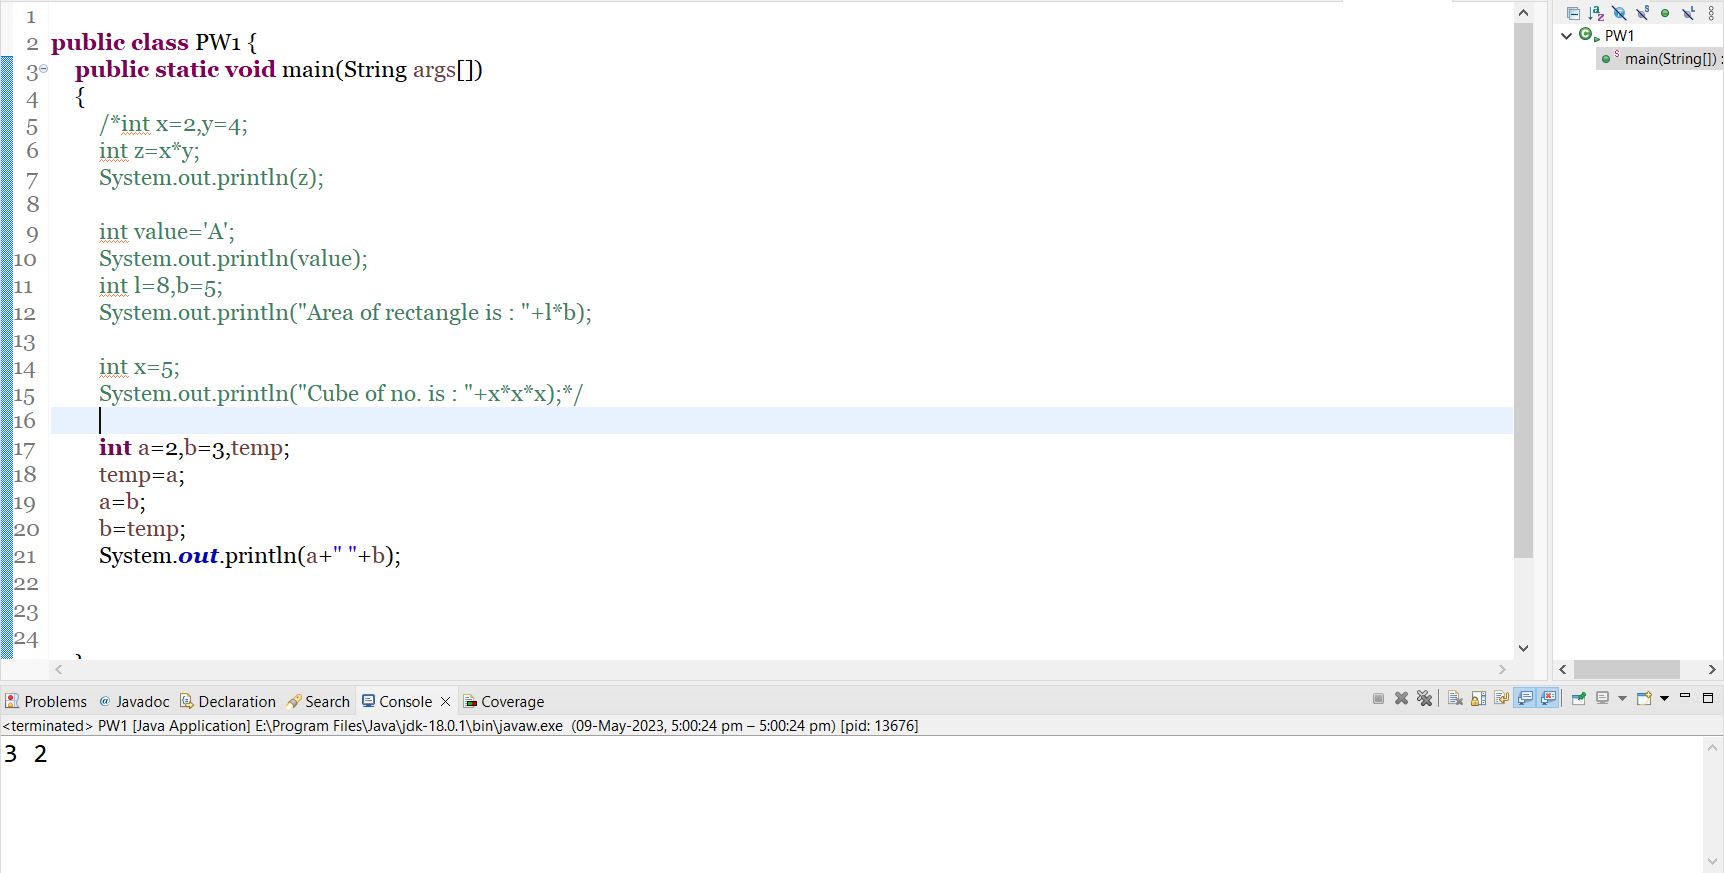 1
2 public class PW1 {
3 public static void main(String args[])
4 {
5 /*int x=2,y=4;
6 int z=x*y;
7 System.out.println(z);
8
9 int value='A';
10 System.out.println(value);
11 int l=8,b=5;
12 System.out.println("Area of rectangle is : "+l*b);
13
14 int x=5;
15 System.out.println("Cube of no. is : "+x*x*x);*/
16
17 int a=2,b=3,temp;
18 temp=a;
19 a=b;
20 b=temp;
21 System.out.println(a+" "+b);
22
23
24
PW1
main(String[]) :
Problems @ Javadoc Declaration Search Console Coverage
<terminated> PW1 [Java Application] E:\Program Files\Java\jdk-18.0.1\bin\javaw.exe (09-May-2023, 5:00:24 pm – 5:00:24 pm) [pid: 13676]
3 2